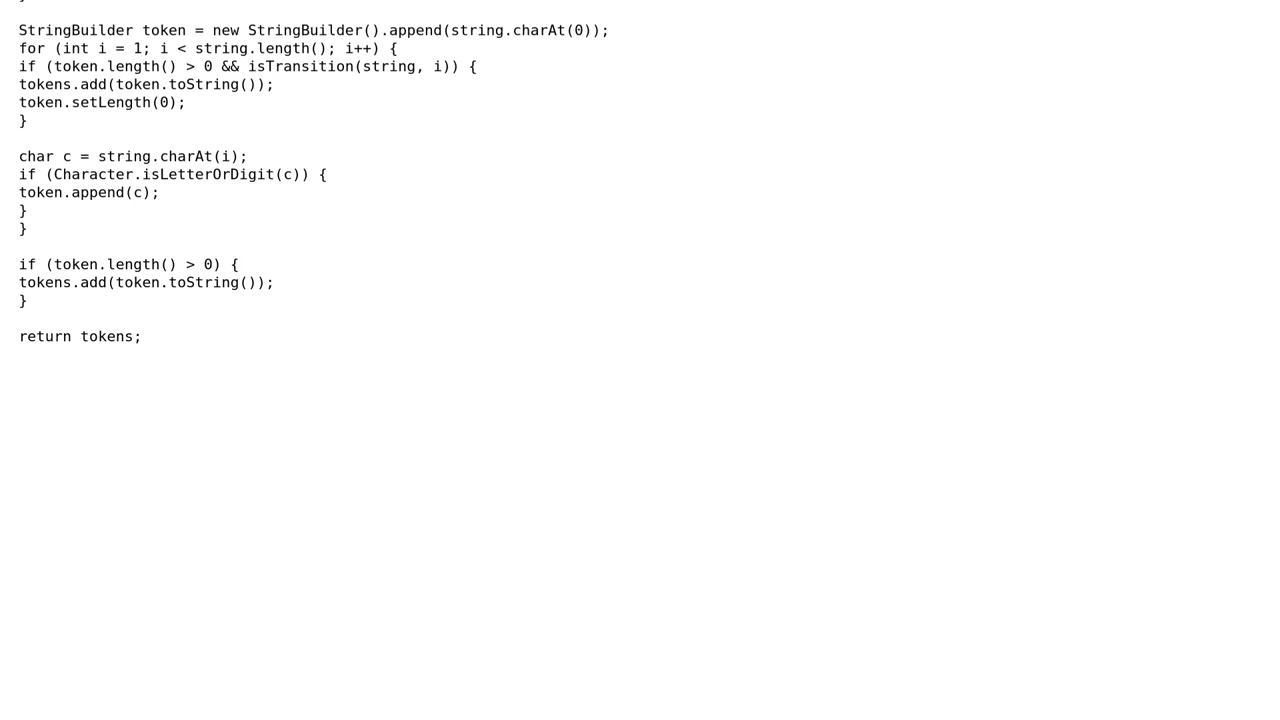 }
StringBuilder token = new StringBuilder().append(string.charAt(0));
for (int i = 1; i < string.length(); i++) {
if (token.length() > 0 && isTransition(string, i)) {
tokens.add(token.toString());
token.setLength(0);
}
char c = string.charAt(i);
if (Character.isLetterOrDigit(c)) {
token.append(c);
}
}
if (token.length() > 0) {
tokens.add(token.toString());
}
return tokens;